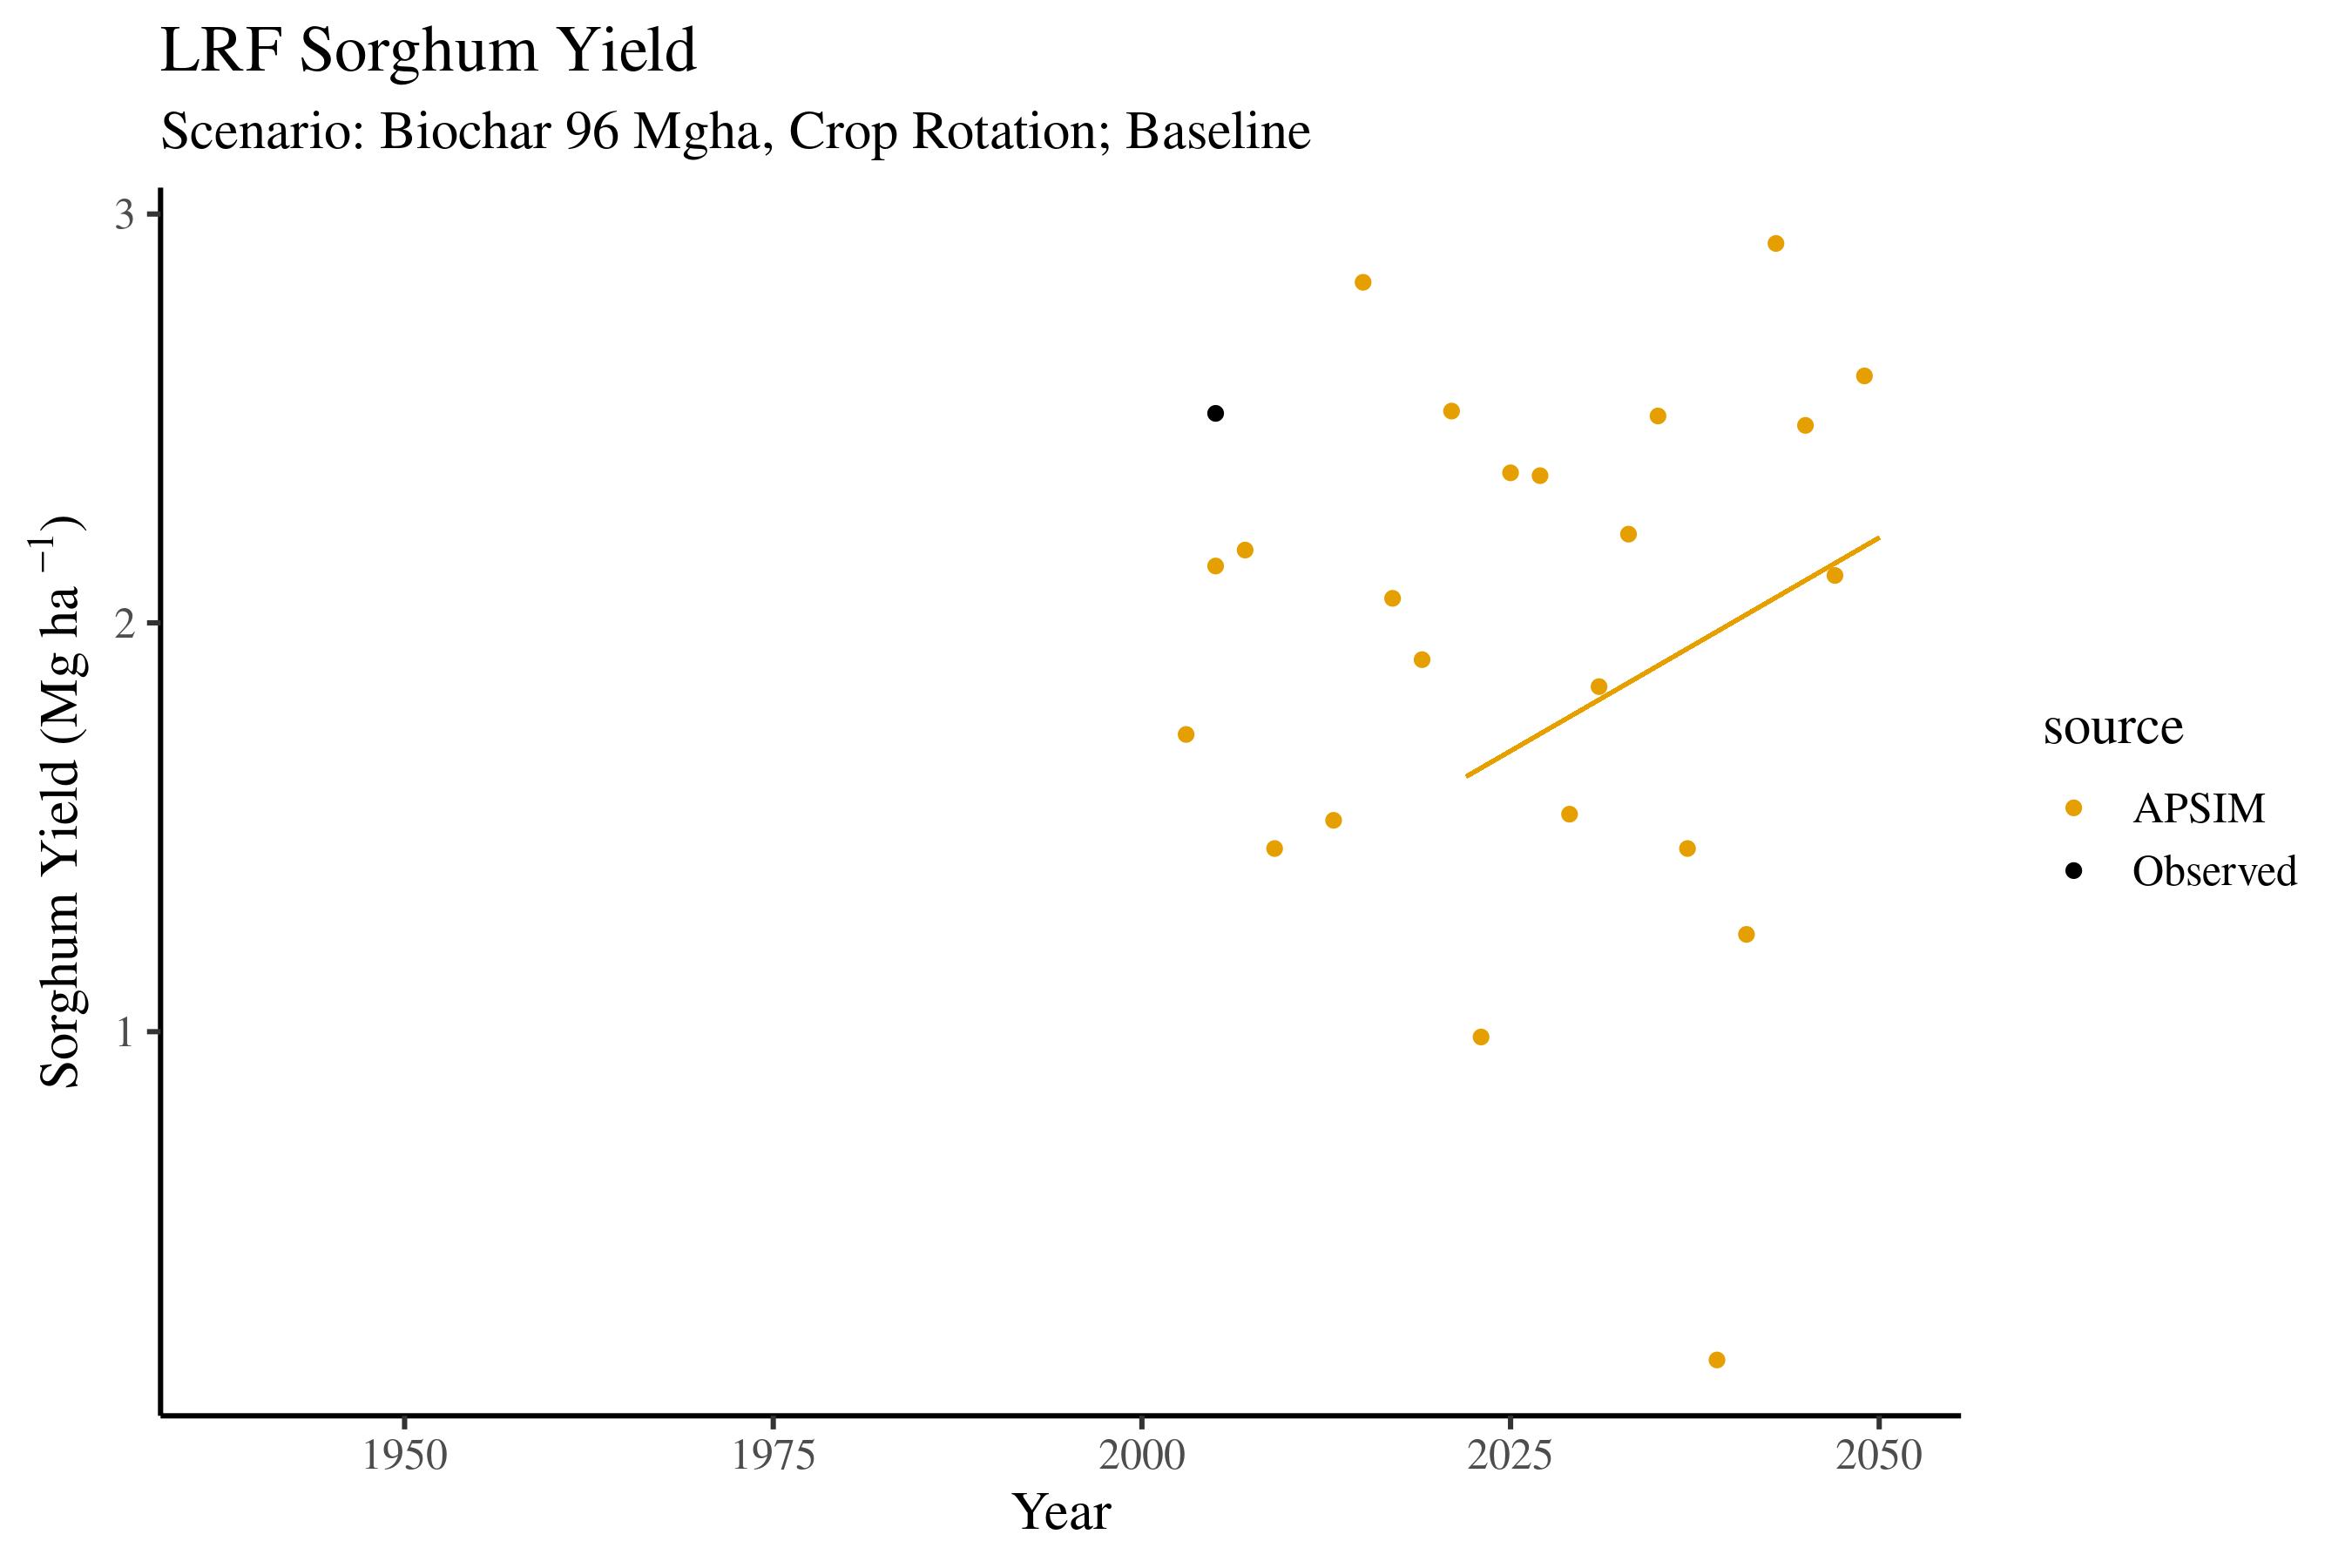 LRF Sorghum Yield
Scenario: Biochar 96 Mgha, Crop Rotation; Baseline
3
2
1
Sorghum Yield (Mg ha −1)
1950 1975 2000 2025 2050
Year
source
APSIM
Observed